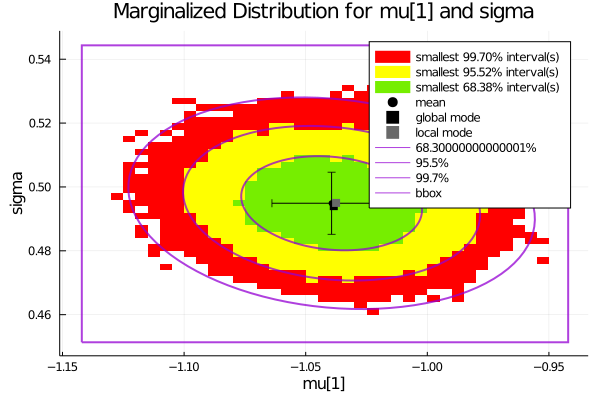 Marginalized Distribution for mu[1] and sigma
smallest 99.70% interval(s)
smallest 95.52% interval(s)
smallest 68.38% interval(s)
mean
global mode
local mode
68.30000000000001%
95.5%
99.7%
bbox
sigma
0.54
0.52
0.50
0.48
0.46
−1.15 −1.10 −1.05 −1.00 −0.95
mu[1]